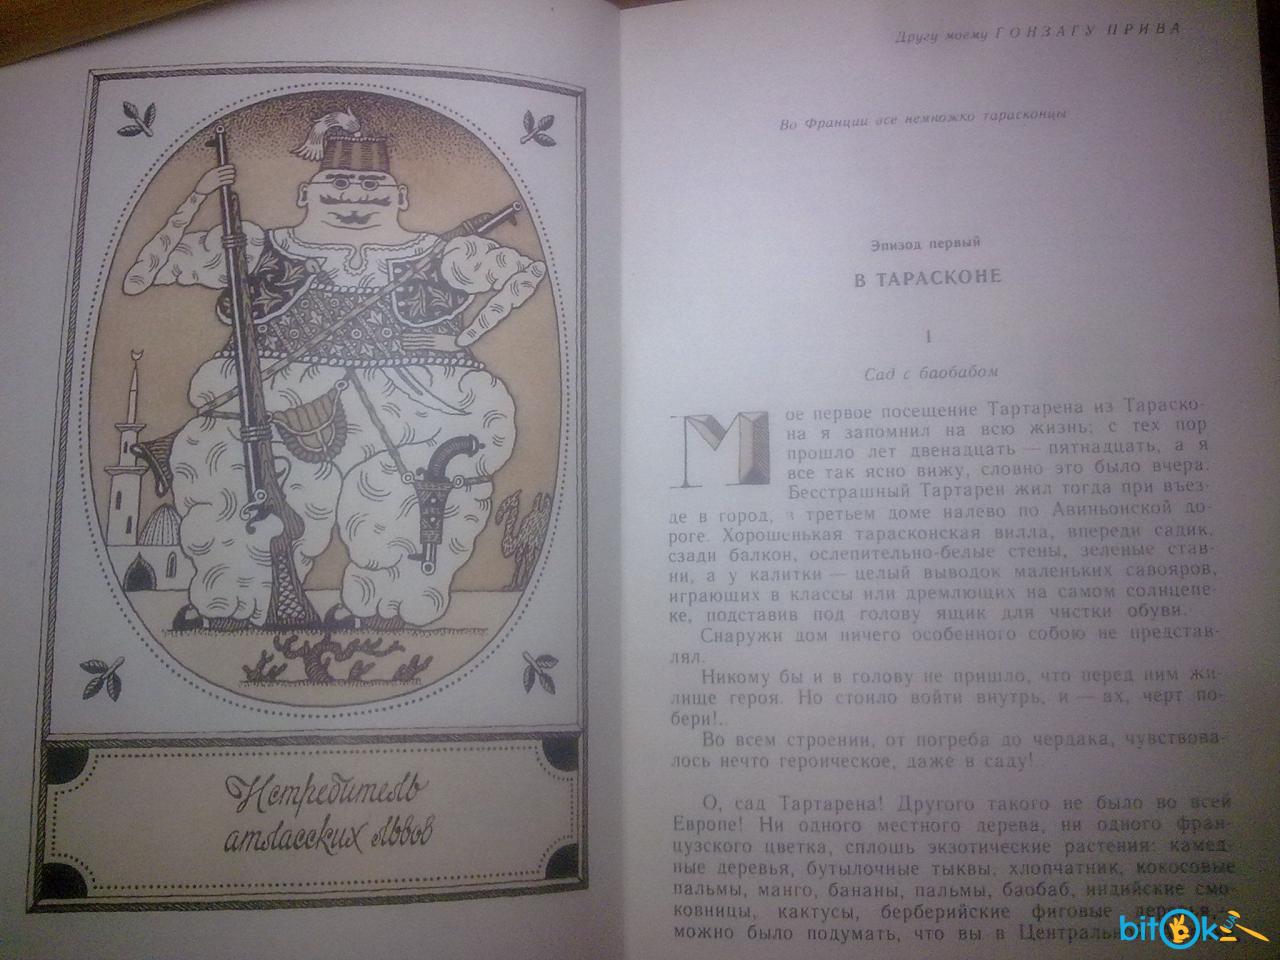 Истребитель
атласских львов
Другу моему ГОНЗАГУ ПРИВА
Во Франции все немножко тарасконцы
Эпизод первый
В ТАРАСКОНЕ
I
Сад с баобабом
Мое первое посещение Тартарена из Тараско-
на я запомнил на всю жизнь; с тех пор
прошло лет двенадцать — пятнадцать, а я
все так ясно вижу, словно это было вчера.
Бесстрашный Тартарен жил тогда при въез-
де в город, в третьем доме налево по Авиньонской до-
роге. Хорошенькая тарасконская вилла, впереди садик,
сзади балкон, ослепительно-белые стены, зеленые став-
ни, а у калитки — целый выводок маленьких савояров,
играющих в классы или дремлющих на самом солнцепе-
ке, подставив под голову ящик для чистки обуви.
Снаружи дом ничего особенного собою не представ-
лял.
Никому бы и в голову не пришло, что перед ним жи-
лище героя. Но стоило войти внутрь, и — ах, черт по-
бери!..
Во всем строении, от погреба до чердака, чувствова-
лось нечто героическое, даже в саду!
О, сад Тартарена! Другого такого не было во всей
Европе! Ни одного местного дерева, ни одного фран-
цузского цветка, сплошь экзотические растения: камед-
ные деревья, бутылочные тыквы, хлопчатник, кокосовые
пальмы, манго, бананы, пальмы, баобаб, индийские смо-
ковницы, кактусы, берберийские фиговые деревья,
можно было подумать, что вы в Централь
bitok.ua